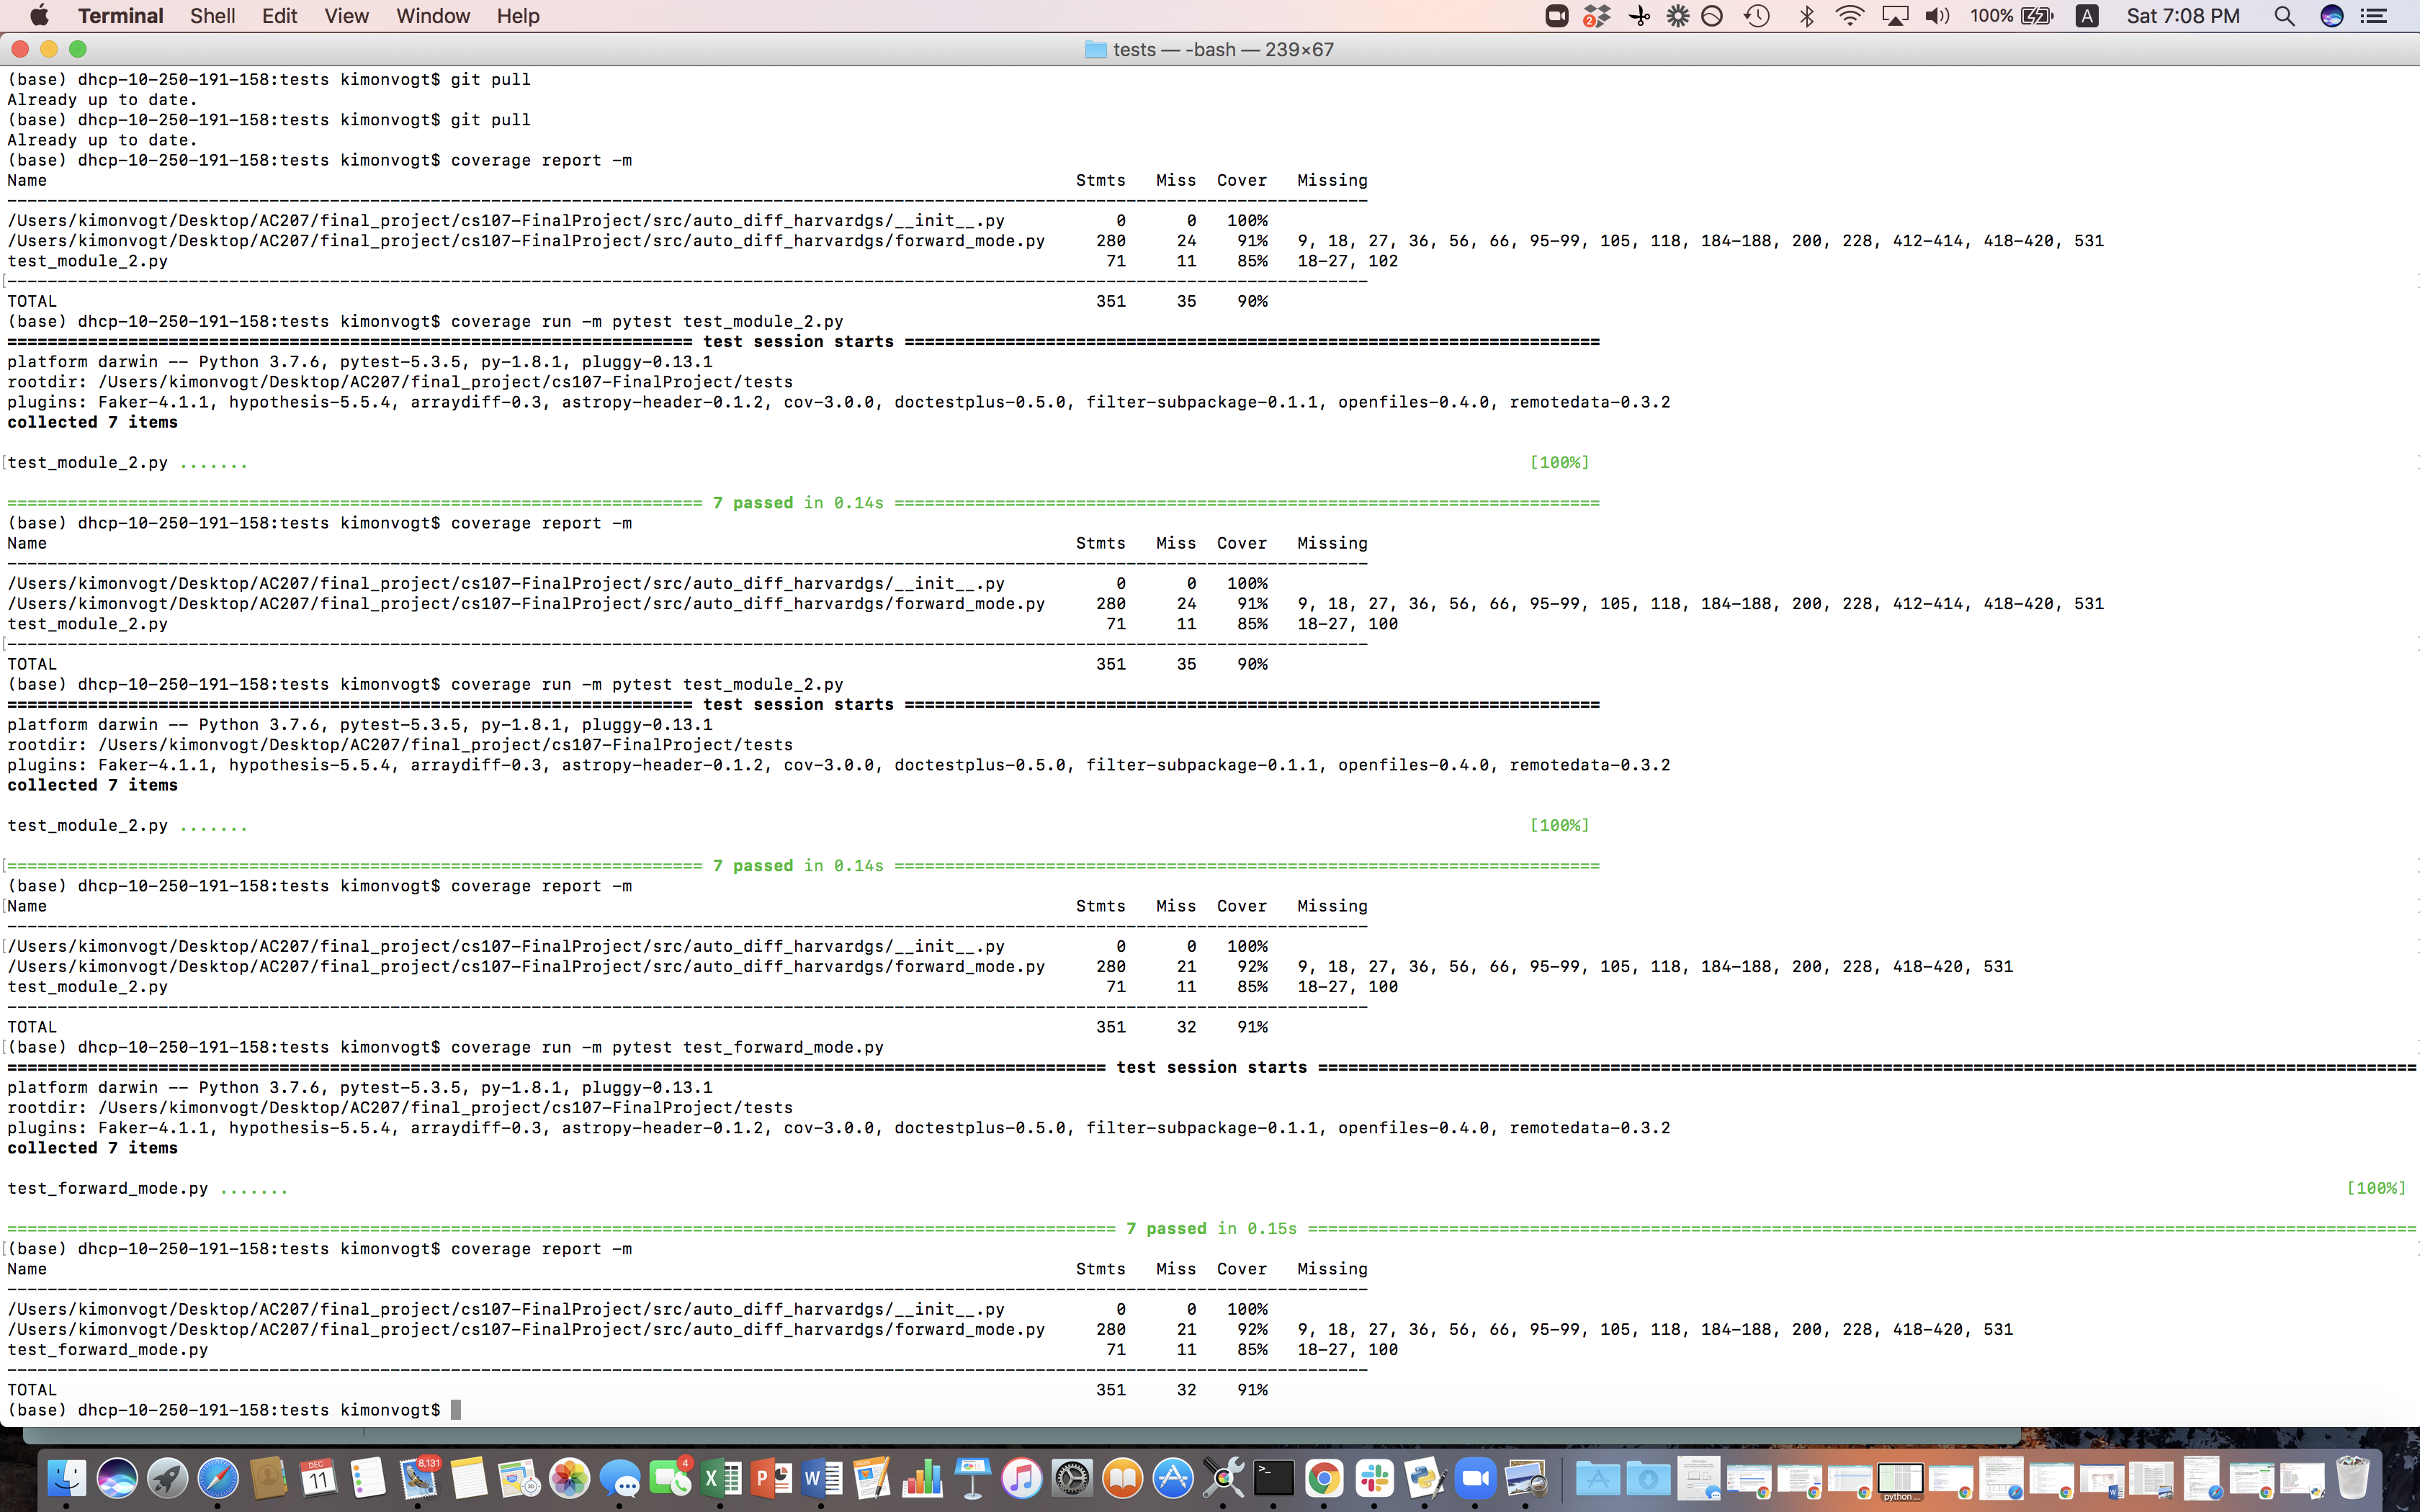 Terminal Shell Edit View Window Help 2 100% A Sat 7:08 PM
tests — -bash — 239×67
(base) dhcp-10-250-191-158:tests kimonvogt$ git pull
Already up to date.
(base) dhcp-10-250-191-158:tests kimonvogt$ git pull
Already up to date.
(base) dhcp-10-250-191-158:tests kimonvogt$ coverage report -m
Name Stmts Miss Cover Missing
/Users/kimonvogt/Desktop/AC207/final_project/cs107-FinalProject/src/auto_diff_harvardgs/__init__.py 0 0 100%
/Users/kimonvogt/Desktop/AC207/final_project/cs107-FinalProject/src/auto_diff_harvardgs/forward_mode.py 280 24 91% 9, 18, 27, 36, 56, 66, 95-99, 105, 118, 184-188, 200, 228, 412-414, 418-420, 531
test_module_2.py 71 11 85% 18-27, 102
TOTAL 351 35 90%
(base) dhcp-10-250-191-158:tests kimonvogt$ coverage run -m pytest test_module_2.py
test session starts
platform darwin -- Python 3.7.6, pytest-5.3.5, py-1.8.1, pluggy-0.13.1
rootdir: /Users/kimonvogt/Desktop/AC207/final_project/cs107-FinalProject/tests
plugins: Faker-4.1.1, hypothesis-5.5.4, arraydiff-0.3, astropy-header-0.1.2, cov-3.0.0, doctestplus-0.5.0, filter-subpackage-0.1.1, openfiles-0.4.0, remotedata-0.3.2
collected 7 items
test_module_2.py ....... [100%]
7 passed in 0.14s
(base) dhcp-10-250-191-158:tests kimonvogt$ coverage report -m
Name Stmts Miss Cover Missing
/Users/kimonvogt/Desktop/AC207/final_project/cs107-FinalProject/src/auto_diff_harvardgs/__init__.py 0 0 100%
/Users/kimonvogt/Desktop/AC207/final_project/cs107-FinalProject/src/auto_diff_harvardgs/forward_mode.py 280 24 91% 9, 18, 27, 36, 56, 66, 95-99, 105, 118, 184-188, 200, 228, 412-414, 418-420, 531
test_module_2.py 71 11 85% 18-27, 100
TOTAL 351 35 90%
(base) dhcp-10-250-191-158:tests kimonvogt$ coverage run -m pytest test_module_2.py
test session starts
platform darwin -- Python 3.7.6, pytest-5.3.5, py-1.8.1, pluggy-0.13.1
rootdir: /Users/kimonvogt/Desktop/AC207/final_project/cs107-FinalProject/tests
plugins: Faker-4.1.1, hypothesis-5.5.4, arraydiff-0.3, astropy-header-0.1.2, cov-3.0.0, doctestplus-0.5.0, filter-subpackage-0.1.1, openfiles-0.4.0, remotedata-0.3.2
collected 7 items
test_module_2.py ....... [100%]
7 passed in 0.14s
(base) dhcp-10-250-191-158:tests kimonvogt$ coverage report -m
Name Stmts Miss Cover Missing
/Users/kimonvogt/Desktop/AC207/final_project/cs107-FinalProject/src/auto_diff_harvardgs/__init__.py 0 0 100%
/Users/kimonvogt/Desktop/AC207/final_project/cs107-FinalProject/src/auto_diff_harvardgs/forward_mode.py 280 21 92% 9, 18, 27, 36, 56, 66, 95-99, 105, 118, 184-188, 200, 228, 418-420, 531
test_module_2.py 71 11 85% 18-27, 100
TOTAL 351 32 91%
(base) dhcp-10-250-191-158:tests kimonvogt$ coverage run -m pytest test_forward_mode.py
test session starts
platform darwin -- Python 3.7.6, pytest-5.3.5, py-1.8.1, pluggy-0.13.1
rootdir: /Users/kimonvogt/Desktop/AC207/final_project/cs107-FinalProject/tests
plugins: Faker-4.1.1, hypothesis-5.5.4, arraydiff-0.3, astropy-header-0.1.2, cov-3.0.0, doctestplus-0.5.0, filter-subpackage-0.1.1, openfiles-0.4.0, remotedata-0.3.2
collected 7 items
test_forward_mode.py ....... [100%]
7 passed in 0.15s
(base) dhcp-10-250-191-158:tests kimonvogt$ coverage report -m
Name Stmts Miss Cover Missing
/Users/kimonvogt/Desktop/AC207/final_project/cs107-FinalProject/src/auto_diff_harvardgs/__init__.py 0 0 100%
/Users/kimonvogt/Desktop/AC207/final_project/cs107-FinalProject/src/auto_diff_harvardgs/forward_mode.py 280 21 92% 9, 18, 27, 36, 56, 66, 95-99, 105, 118, 184-188, 200, 228, 418-420, 531
test_forward_mode.py 71 11 85% 18-27, 100
TOTAL 351 32 91%
(base) dhcp-10-250-191-158:tests kimonvogt$
DEC 11 8,131 4 X P W >_ python ...